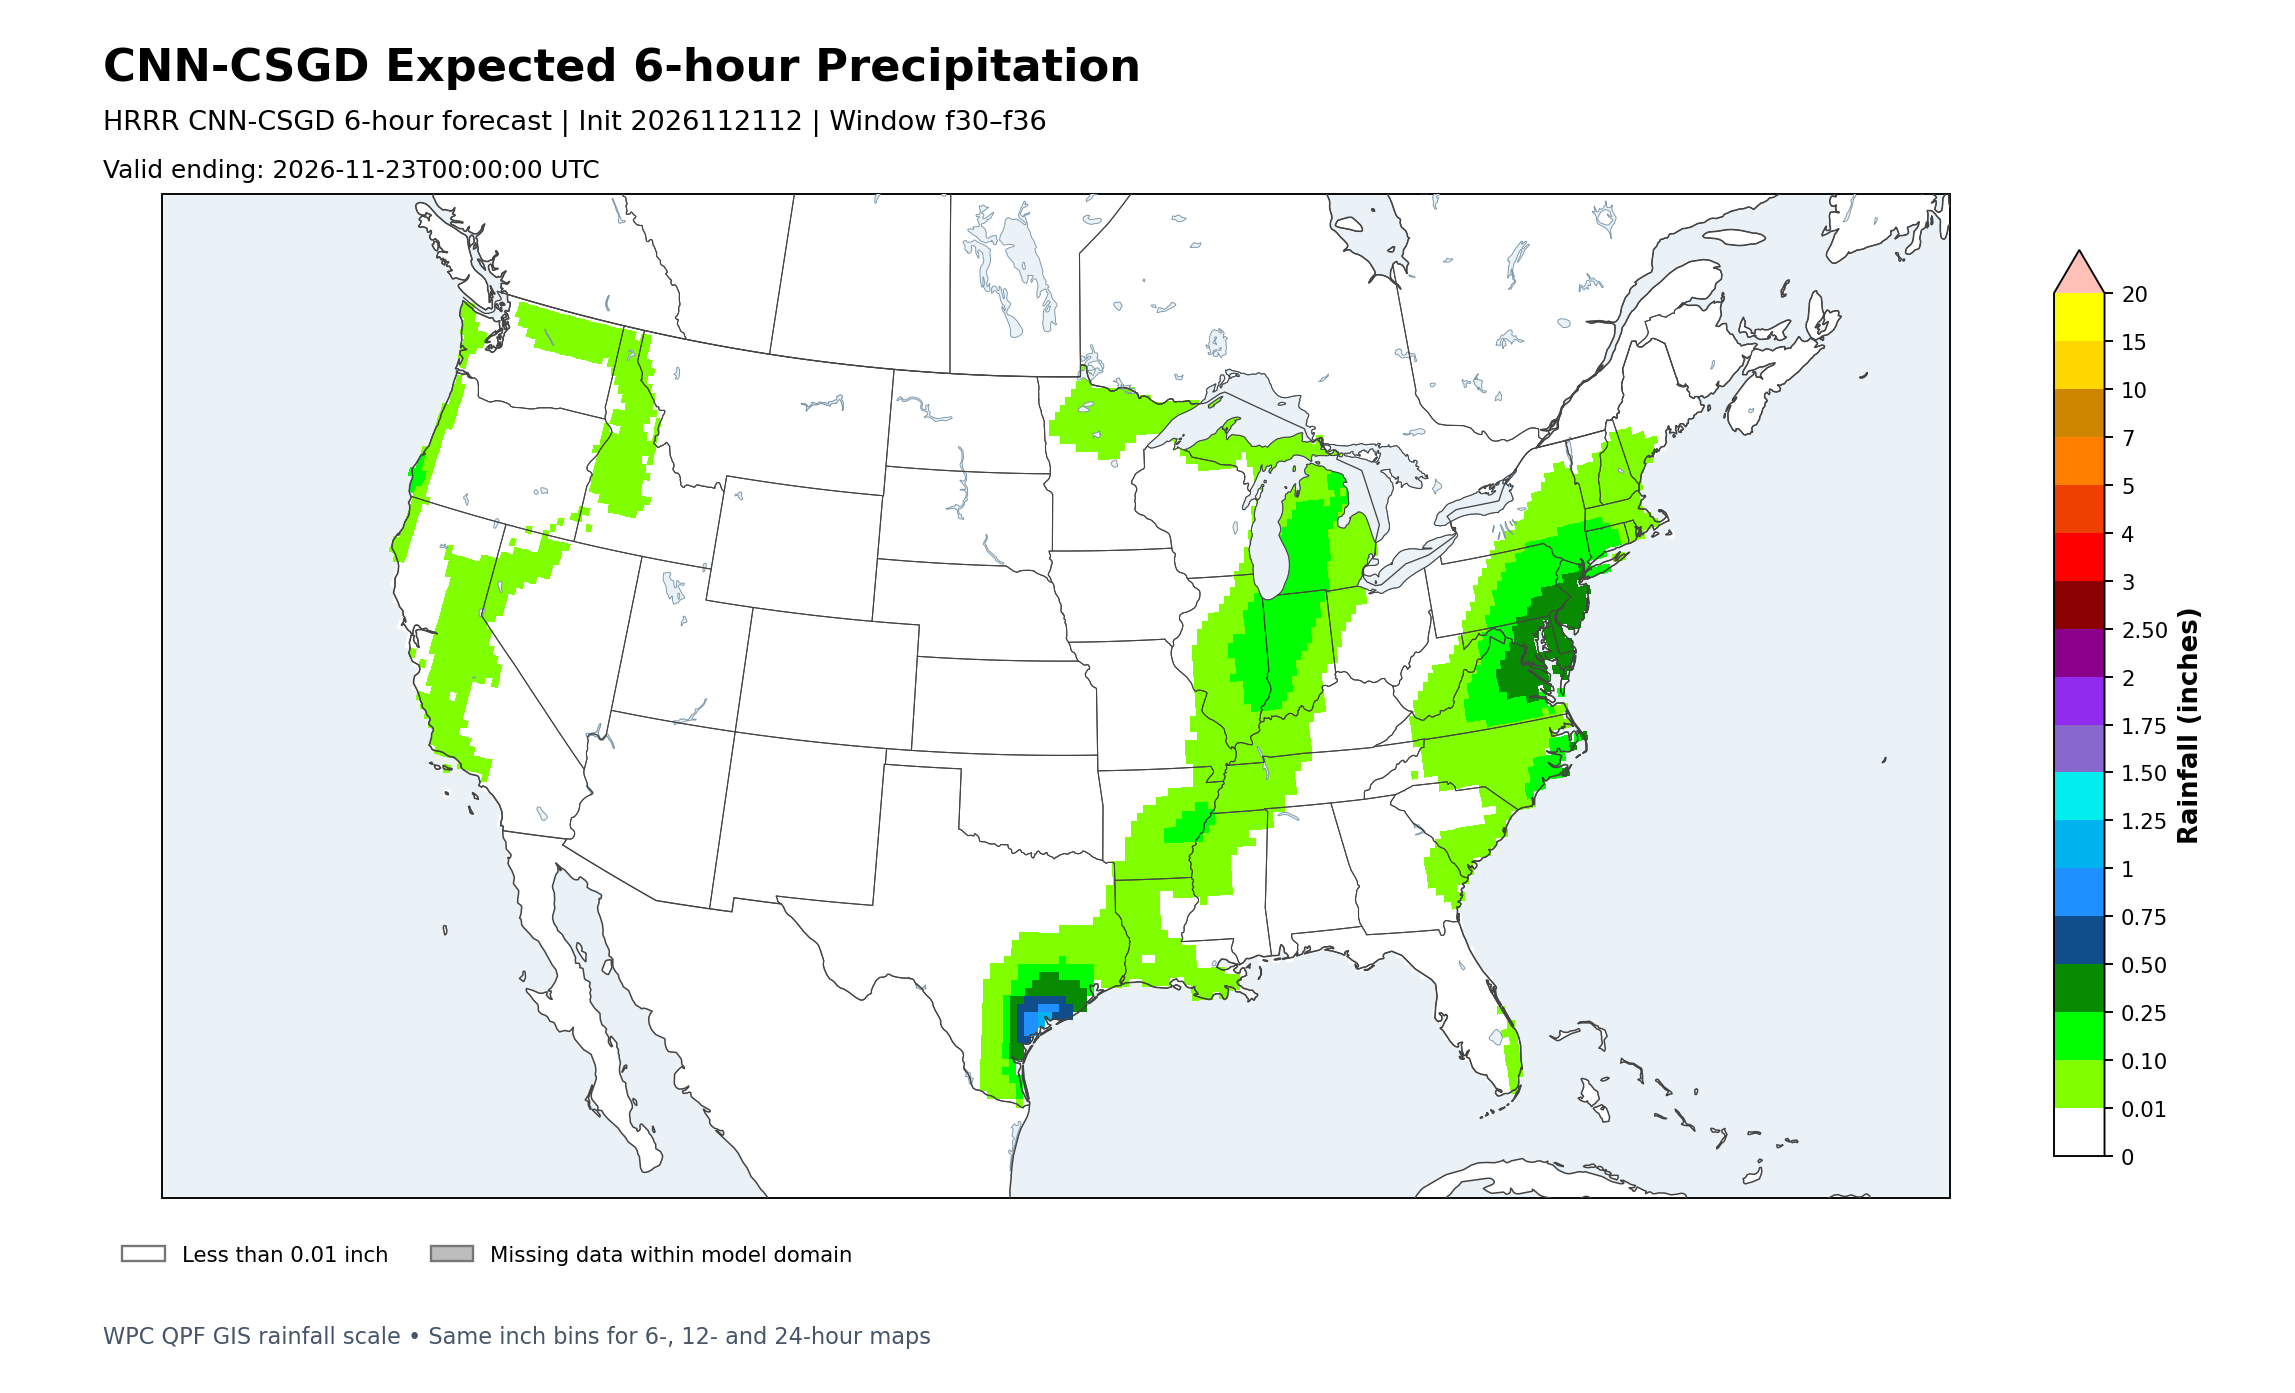 CNN-CSGD Expected 6-hour Precipitation
HRRR CNN-CSGD 6-hour forecast | Init 2026112112 | Window f30–f36
Valid ending: 2026-11-23T00:00:00 UTC
20
15
10
7
5
4
3
2.50
2
1.75
1.50
1.25
1
0.75
0.50
0.25
0.10
0.01
0
Rainfall (inches)
Less than 0.01 inch
Missing data within model domain
WPC QPF GIS rainfall scale • Same inch bins for 6-, 12- and 24-hour maps